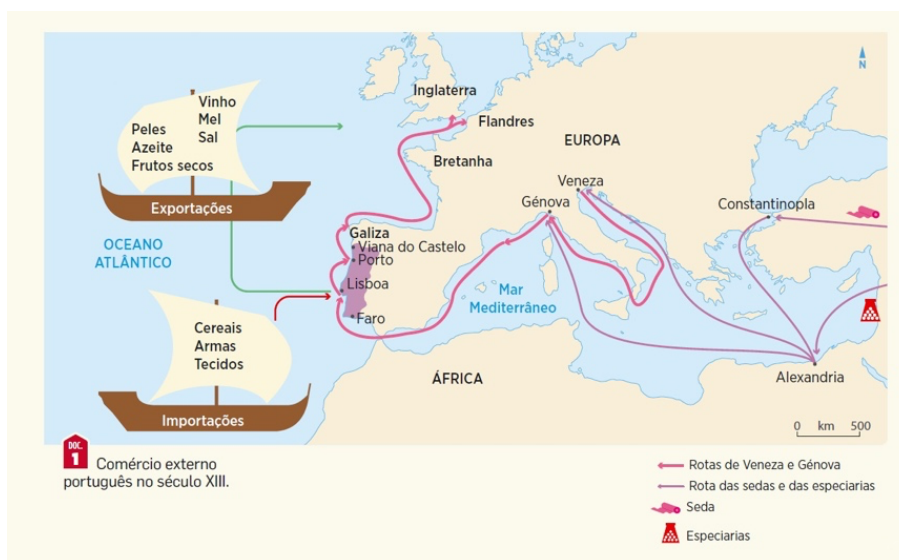 Vinho
Mel
Sal
Peles
Azeite
Frutos secos
Exportações
OCEANO
ATLÂNTICO
Cereais
Armas
Tecidos
Importações
Inglaterra
Flandres
Bretanha
EUROPA
Veneza
Génova
Constantinopla
Galiza
Viana do Castelo
Porto
Lisboa
Faro
Mar
Mediterrâneo
ÁFRICA
Alexandria
N
0 km 500
DOC.
1
Comércio externo
português no século XIII.
Rotas de Veneza e Génova
Rota das sedas e das especiarias
Seda
Especiarias